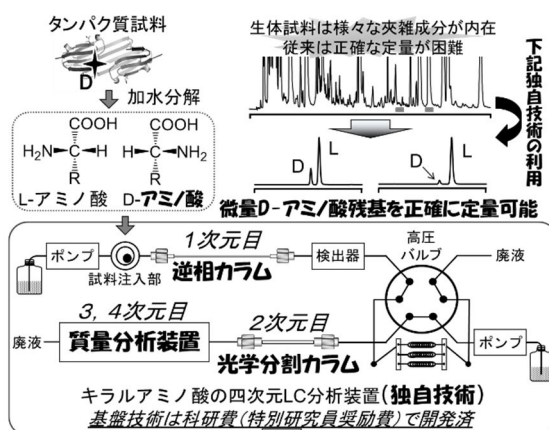 タンパク質試料
D
加水分解
COOH COOH
H₂N-C-H H-C-NH₂
R R
L-アミノ酸 D-アミノ酸
生体試料は様々な夾雑成分が内在
従来は正確な定量が困難
下記独自技術の利用
D L
D L
微量D-アミノ酸残基を正確に定量可能
1次元目
ポンプ
試料注入部
逆相カラム
検出器
高圧
バルブ
廃液
3, 4次元目
廃液
質量分析装置
2次元目
光学分割カラム
ポンプ
キラルアミノ酸の四次元LC分析装置(独自技術)
基盤技術は科研費(特別研究員奨励費)で開発済